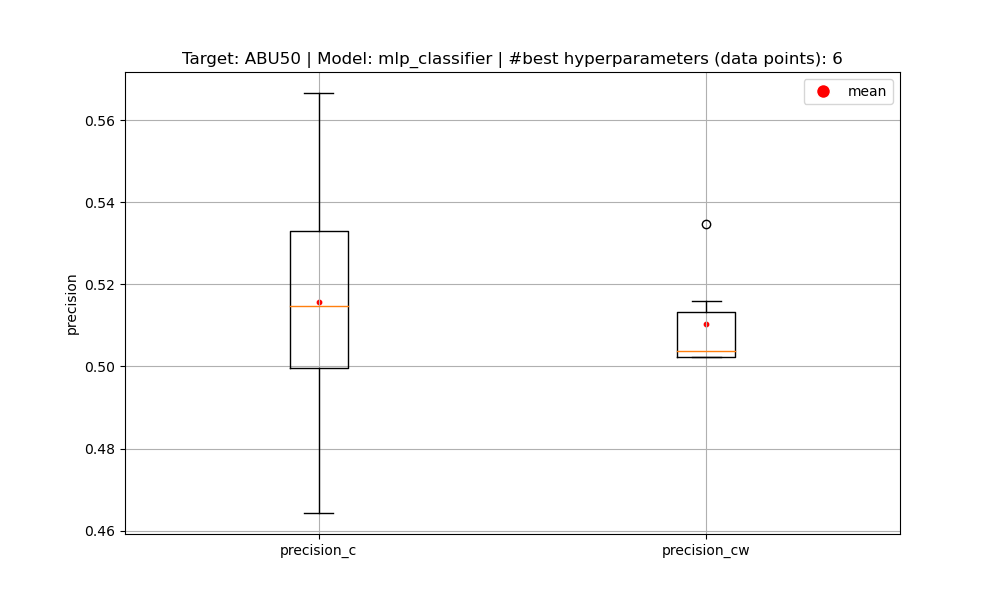 Target: ABU50 | Model: mlp_classifier | #best hyperparameters (data points): 6
mean
0.56
0.54
0.52
0.50
0.48
0.46
precision
precision_c
precision_cw